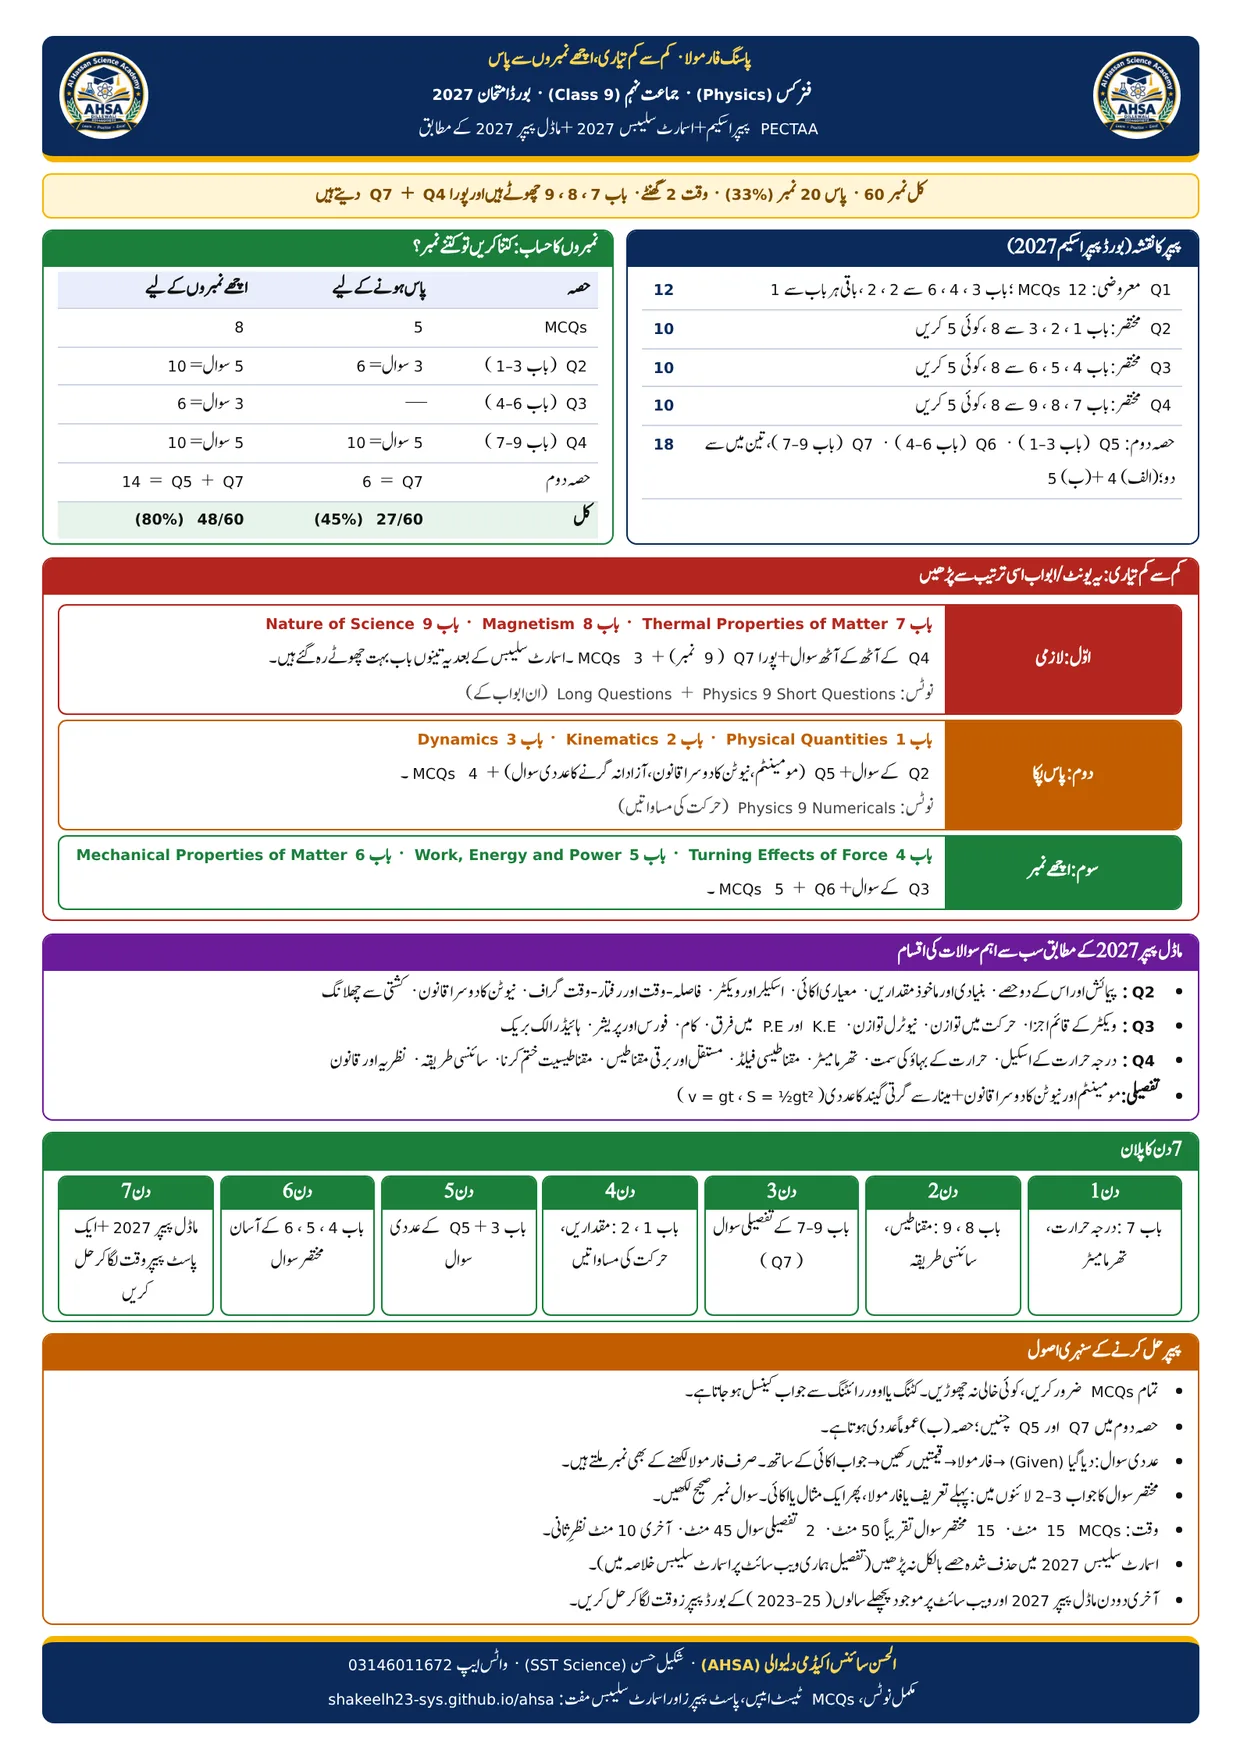 پاسنگ فارمولا · کم سے کم تیاری، اچھے نمبروں سے پاس
فزکس (Physics) · جماعت نہم (Class 9) · بورڈ امتحان 2027
PECTAA پیپر اسکیم + اسمارٹ سلیبس 2027 + ماڈل پیپر 2027 کے مطابق
کل نمبر 60 · پاس 20 نمبر (33%) · وقت 2 گھنٹے · باب 7، 8، 9 چھوٹے ہیں اور پورا Q4 + Q7 دیتے ہیں
پیپر کا نقشہ (بورڈ پیپر اسکیم 2027)
Q1 معروضی: 12 MCQs؛ باب 3، 4، 6 سے 2، 2، باقی ہر باب سے 1 12
Q2 مختصر: باب 1، 2، 3 سے 8، کوئی 5 کریں 10
Q3 مختصر: باب 4، 5، 6 سے 8، کوئی 5 کریں 10
Q4 مختصر: باب 7، 8، 9 سے 8، کوئی 5 کریں 10
حصہ دوم: Q5 (باب 1–3) · Q6 (باب 4–6) · Q7 (باب 7–9)، تین میں سے 18
دو؛ (الف) 4 + (ب) 5
نمبروں کا حساب: کتنا کریں تو کتنے نمبر؟
حصہ پاس ہونے کے لیے اچھے نمبروں کے لیے
MCQs 5 8
Q2 (باب 1–3) 3 سوال = 6 5 سوال = 10
Q3 (باب 4–6) — 3 سوال = 6
Q4 (باب 7–9) 5 سوال = 10 5 سوال = 10
حصہ دوم Q7 = 6 Q5 + Q7 = 14
کل 27/60 (45%) 48/60 (80%)
کم سے کم تیاری: یہ یونٹ/ابواب اسی ترتیب سے پڑھیں
اوّل: لازمی
باب 7 Thermal Properties of Matter · باب 8 Magnetism · باب 9 Nature of Science
Q4 کے آٹھ کے آٹھ سوال + پورا Q7 (9 نمبر) + 3 MCQs۔ اسمارٹ سلیبس کے بعد یہ تینوں باب بہت چھوٹے رہ گئے ہیں۔
نوٹس: Physics 9 Short Questions + Long Questions (ان ابواب کے)
دوم: پاس پکا
باب 1 Physical Quantities · باب 2 Kinematics · باب 3 Dynamics
Q2 کے سوال + Q5 (مومینٹم، نیوٹن کا دوسرا قانون، آزادانہ گرنے کا عددی سوال) + 4 MCQs۔
نوٹس: Physics 9 Numericals (حرکت کی مساواتیں)
سوم: اچھے نمبر
باب 4 Turning Effects of Force · باب 5 Work, Energy and Power · باب 6 Mechanical Properties of Matter
Q3 کے سوال + Q6 + 5 MCQs۔
ماڈل پیپر 2027 کے مطابق سب سے اہم سوالات کی اقسام
• Q2: پیمائش اور اس کے دو حصے · بنیادی اور ماخوذ مقداریں · معیاری اکائی · اسکیلر اور ویکٹر · فاصلہ-وقت اور رفتار-وقت گراف · نیوٹن کا دوسرا قانون · کشتی سے چھلانگ
• Q3: ویکٹر کے قائم اجزا · حرکت میں توازن · نیوٹرل توازن · K.E اور P.E میں فرق · کام · فورس اور پریشر · ہائیڈرالک بریک
• Q4: درجہ حرارت کے اسکیل · حرارت کے بہاؤ کی سمت · تھرمامیٹر · مقناطیسی فیلڈ · مستقل اور برقی مقناطیس · مقناطیسیت ختم کرنا · سائنسی طریقہ · نظریہ اور قانون
• تفصیلی: مومینٹم اور نیوٹن کا دوسرا قانون + مینار سے گرتی گیند کا عددی (v = gt، S = ½gt²)
7 دن کا پلان
دن 1
باب 7: درجہ حرارت،
تھرمامیٹر
دن 2
باب 8، 9: مقناطیس،
سائنسی طریقہ
دن 3
باب 7–9 کے تفصیلی سوال
(Q7)
دن 4
باب 1، 2: مقداریں،
حرکت کی مساواتیں
دن 5
باب 3 + Q5 کے عددی
سوال
دن 6
باب 4، 5، 6 کے آسان
مختصر سوال
دن 7
ماڈل پیپر 2027 + ایک
پاسٹ پیپر وقت لگا کر حل
کریں
پیپر حل کرنے کے سنہری اصول
• تمام MCQs ضرور کریں، کوئی خالی نہ چھوڑیں۔ کٹنگ یا اوور رائٹنگ سے جواب کینسل ہو جاتا ہے۔
• حصہ دوم میں Q7 اور Q5 چنیں؛ حصہ (ب) عموماً عددی ہوتا ہے۔
• عددی سوال: دیا گیا (Given) → فارمولا → قیمتیں رکھیں → جواب اکائی کے ساتھ۔ صرف فارمولا لکھنے کے بھی نمبر ملتے ہیں۔
• مختصر سوال کا جواب 2–3 لائنوں میں: پہلے تعریف یا فارمولا، پھر ایک مثال یا اکائی۔ سوال نمبر صحیح لکھیں۔
• وقت: MCQs 15 منٹ · 15 مختصر سوال تقریباً 50 منٹ · 2 تفصیلی سوال 45 منٹ · آخری 10 منٹ نظرِ ثانی۔
• اسمارٹ سلیبس 2027 میں حذف شدہ حصے بالکل نہ پڑھیں (تفصیل ہماری ویب سائٹ پر اسمارٹ سلیبس خلاصہ میں)۔
• آخری دو دن ماڈل پیپر 2027 اور ویب سائٹ پر موجود پچھلے سالوں (2023–25) کے بورڈ پیپرز وقت لگا کر حل کریں۔
الحسن سائنس اکیڈمی دلیوالی (AHSA) · شکیل حسن (SST Science) · واٹس ایپ 03146011672
مکمل نوٹس، MCQs ٹیسٹ ایپس، پاسٹ پیپرز اور اسمارٹ سلیبس مفت: shakeelh23-sys.github.io/ahsa
Al Hassan Science Academy
AHSA